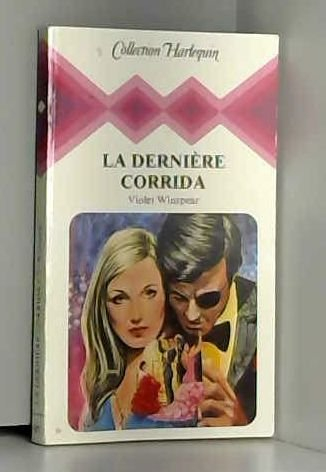 Collection Harlequin
LA DERNIÈRE
CORRIDA
Violet Winspear